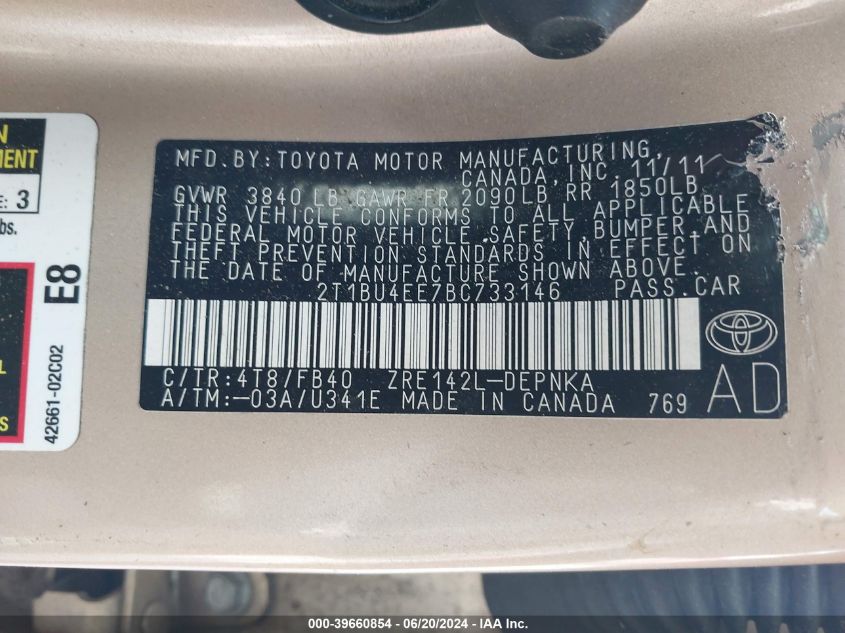 N
MENT
E: 3
bs.
E8
42661-02C02
L
S
MFD.BY:TOYOTA MOTOR MANUFACTURING,
CANADA,INC. 11/11
GVWR 3840 LB GAWR FR 2090LB RR 1850LB
THIS VEHICLE CONFORMS TO ALL APPLICABLE
FEDERAL MOTOR VEHICLE SAFETY,BUMPER,AND
THEFT PREVENTION STANDARDS IN EFFECT ON
THE DATE OF MANUFACTURE SHOWN ABOVE.
2T1BU4EE7BC733146 PASS.CAR
C/TR:4T8/FB40 ZRE142L-DEPNKA
A/TM:-03A/U341E MADE IN CANADA 769
AD
000-39660854 - 06/20/2024 - IAA Inc.